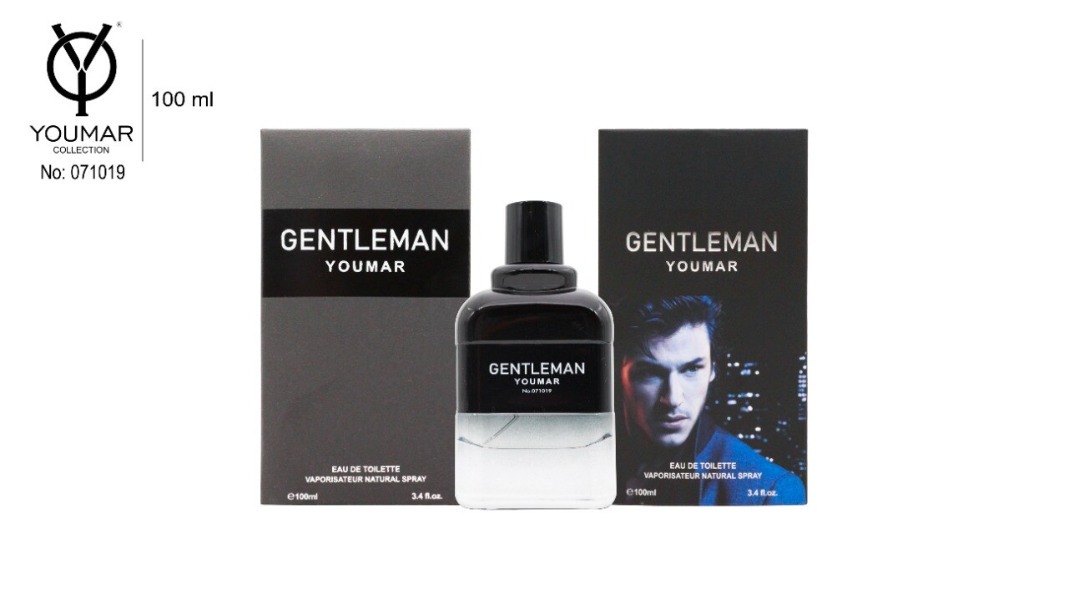 ®
YOUMAR
COLLECTION
No: 071019
100 ml
GENTLEMAN
YOUMAR
EAU DE TOILETTE
VAPORISATEUR NATURAL SPRAY
℮100ml 3.4 fl.oz.
GENTLEMAN
YOUMAR
No 071019
GENTLEMAN
YOUMAR
EAU DE TOILETTE
VAPORISATEUR NATURAL SPRAY
℮100ml 3.4 fl.oz.